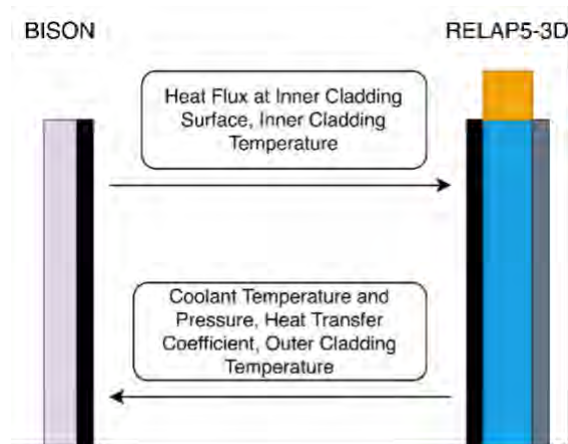 BISON
RELAP5-3D
Heat Flux at Inner Cladding
Surface, Inner Cladding
Temperature
Coolant Temperature and
Pressure, Heat Transfer
Coefficient, Outer Cladding
Temperature